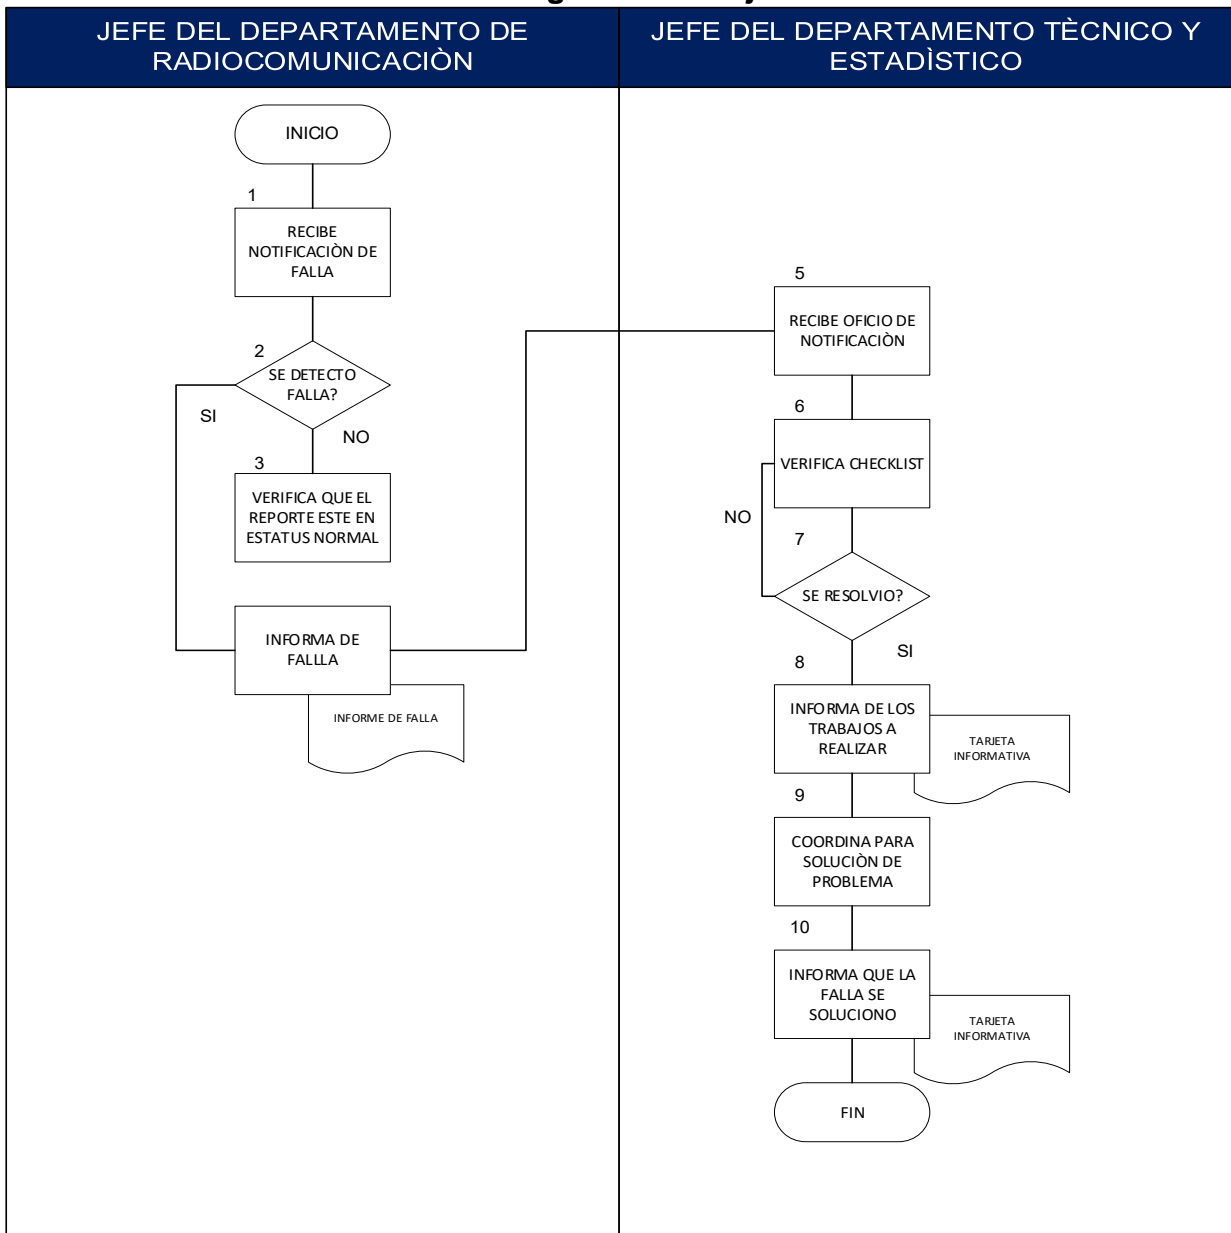 JEFE DEL DEPARTAMENTO DE
RADIOCOMUNICACIÒN
JEFE DEL DEPARTAMENTO TÈCNICO Y
ESTADÌSTICO
INICIO
1
RECIBE
NOTIFICACIÒN DE
FALLA
2
SE DETECTO
FALLA?
SI
NO
3
VERIFICA QUE EL
REPORTE ESTE EN
ESTATUS NORMAL
INFORMA DE
FALLLA
INFORME DE FALLA
5
RECIBE OFICIO DE
NOTIFICACIÒN
6
VERIFICA CHECKLIST
NO
7
SE RESOLVIO?
SI
8
INFORMA DE LOS
TRABAJOS A
REALIZAR
TARJETA
INFORMATIVA
9
COORDINA PARA
SOLUCIÒN DE
PROBLEMA
10
INFORMA QUE LA
FALLA SE
SOLUCIONO
TARJETA
INFORMATIVA
FIN